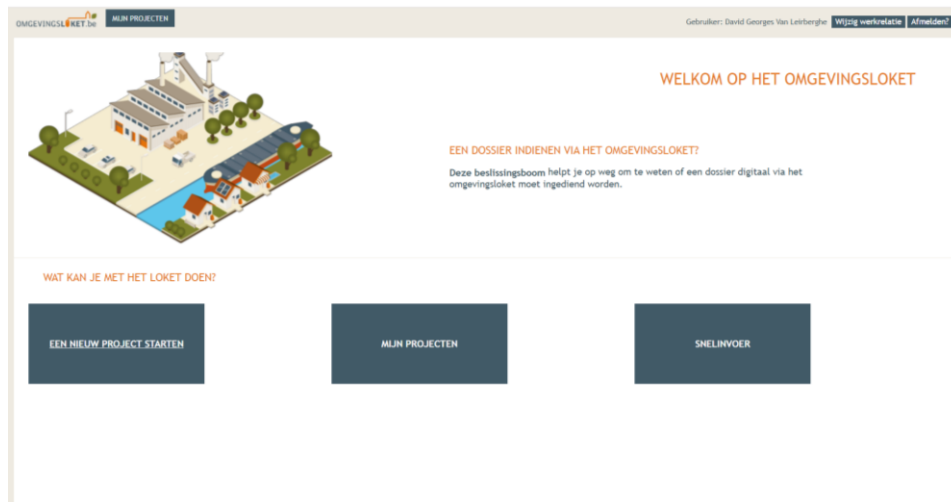 OMGEVINGSLOKET.be MIJN PROJECTEN Gebruiker: David Georges Van Leirberghe Wijzig werkrelatie Afmelden?
WELKOM OP HET OMGEVINGSLOKET
EEN DOSSIER INDIENEN VIA HET OMGEVINGSLOKET?
Deze beslissingsboom helpt je op weg om te weten of een dossier digitaal via het
omgevingsloket moet ingediend worden.
WAT KAN JE MET HET LOKET DOEN?
EEN NIEUW PROJECT STARTEN MIJN PROJECTEN SNELINVOER